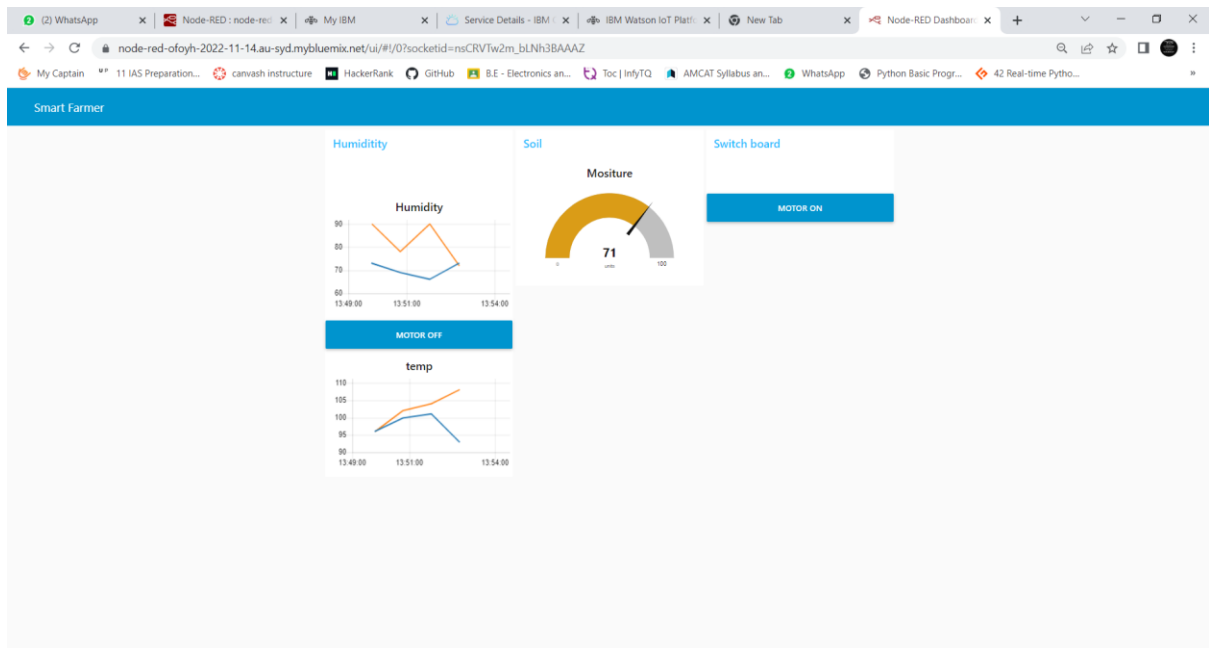 (2) WhatsApp
Node-RED : node-red
My IBM
Service Details - IBM
IBM Watson IoT Platfo
New Tab
Node-RED Dashboard
node-red-ofoyh-2022-11-14.au-syd.mybluemix.net/ui/#!/0?socketid=nsCRVTw2m_bLNh3BAAAZ
My Captain
11 IAS Preparation...
canvash instructure
HackerRank
GitHub
B.E - Electronics an...
Toc | InfyTQ
AMCAT Syllabus an...
WhatsApp
Python Basic Progr...
42 Real-time Pytho...
»
Smart Farmer
Humiditity
Humidity
90
80
70
60
13:49:00 13:51:00 13:54:00
MOTOR OFF
temp
110
105
100
95
90
13:49:00 13:51:00 13:54:00
Soil
Mositure
71
units
0 100
Switch board
MOTOR ON